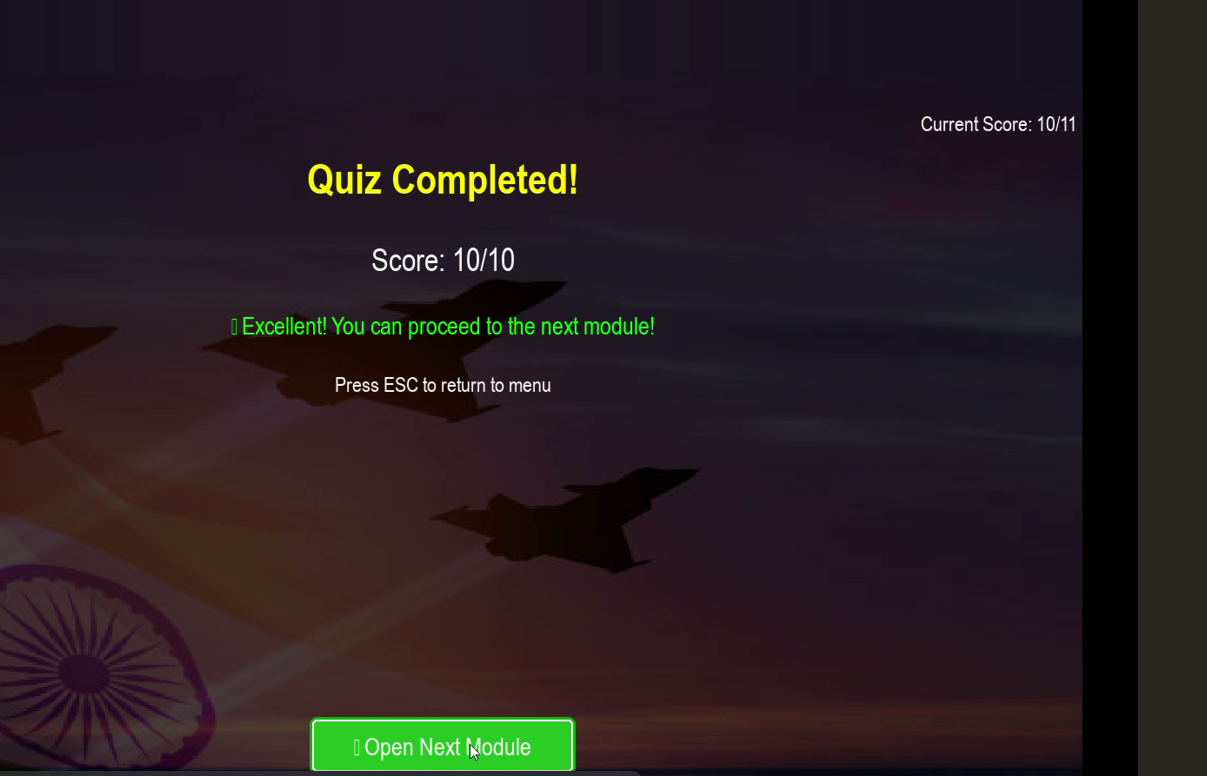 Current Score: 10/11
Quiz Completed!
Score: 10/10
Excellent! You can proceed to the next module!
Press ESC to return to menu
Open Next Module